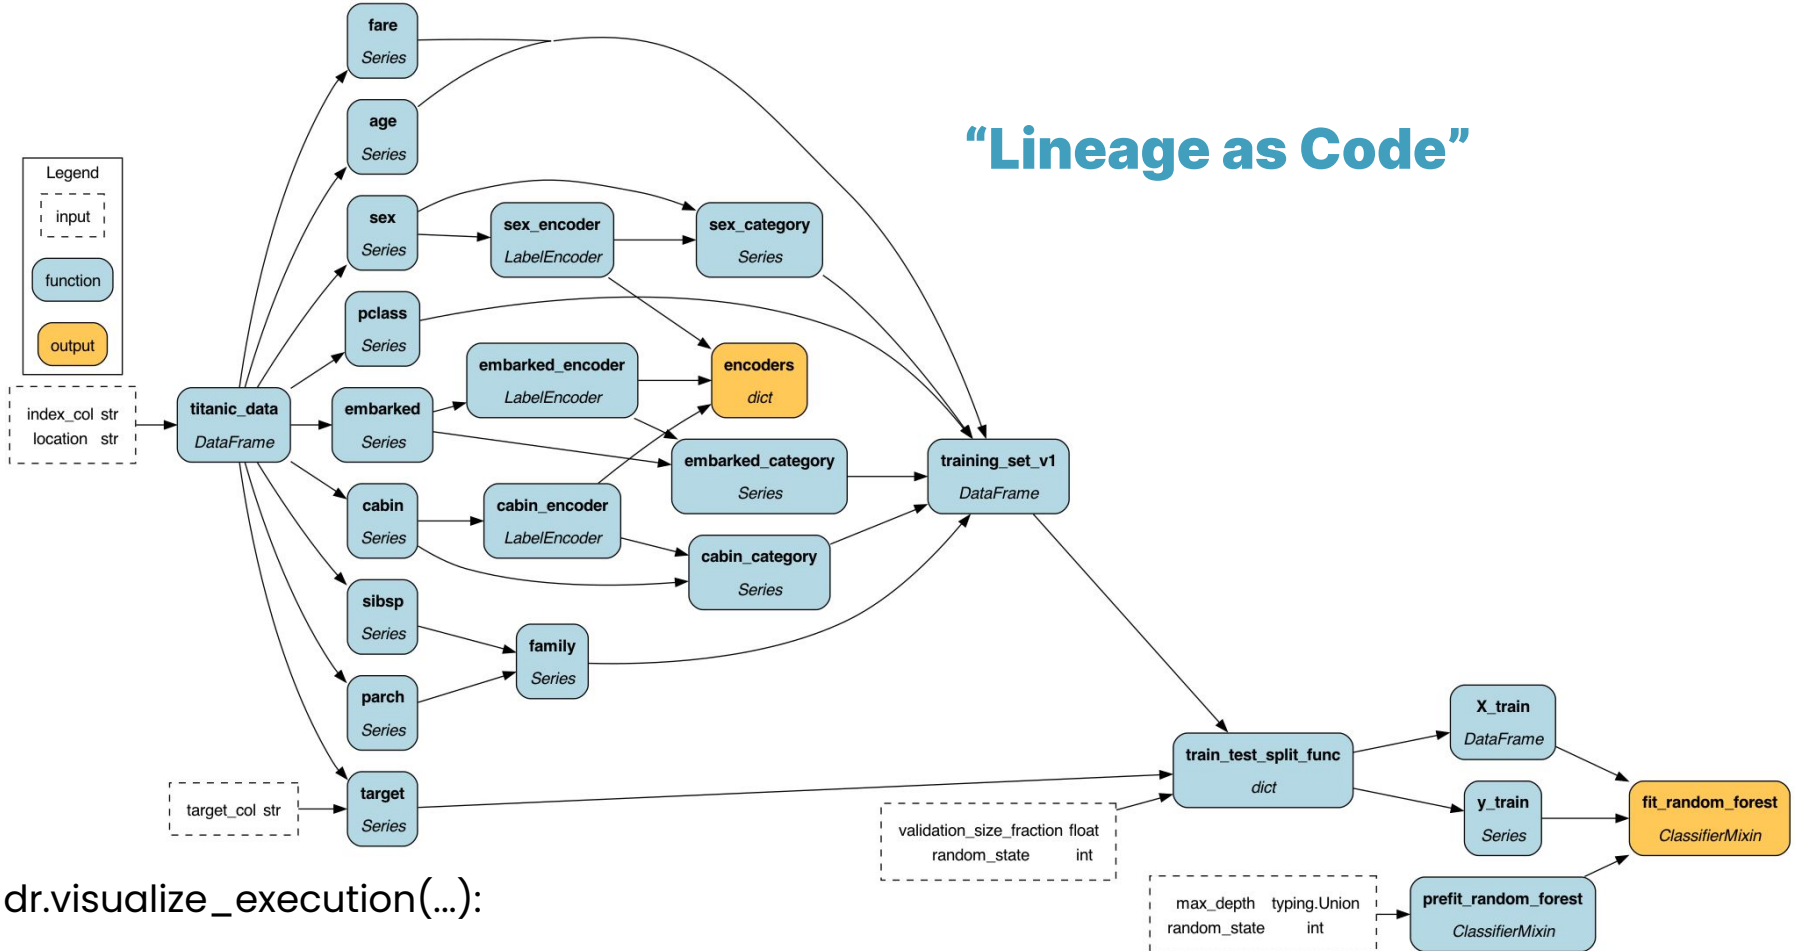 “Lineage as Code”
Legend
input
function
output
index_col str
location str
titanic_data
DataFrame
fare
Series
age
Series
sex
Series
pclass
Series
embarked
Series
cabin
Series
sibsp
Series
parch
Series
target_col str
target
Series
sex_encoder
LabelEncoder
embarked_encoder
LabelEncoder
cabin_encoder
LabelEncoder
family
Series
sex_category
Series
encoders
dict
embarked_category
Series
cabin_category
Series
training_set_v1
DataFrame
validation_size_fraction float
random_state int
train_test_split_func
dict
max_depth typing.Union
random_state int
X_train
DataFrame
y_train
Series
prefit_random_forest
ClassifierMixin
fit_random_forest
ClassifierMixin
dr.visualize_execution(…):